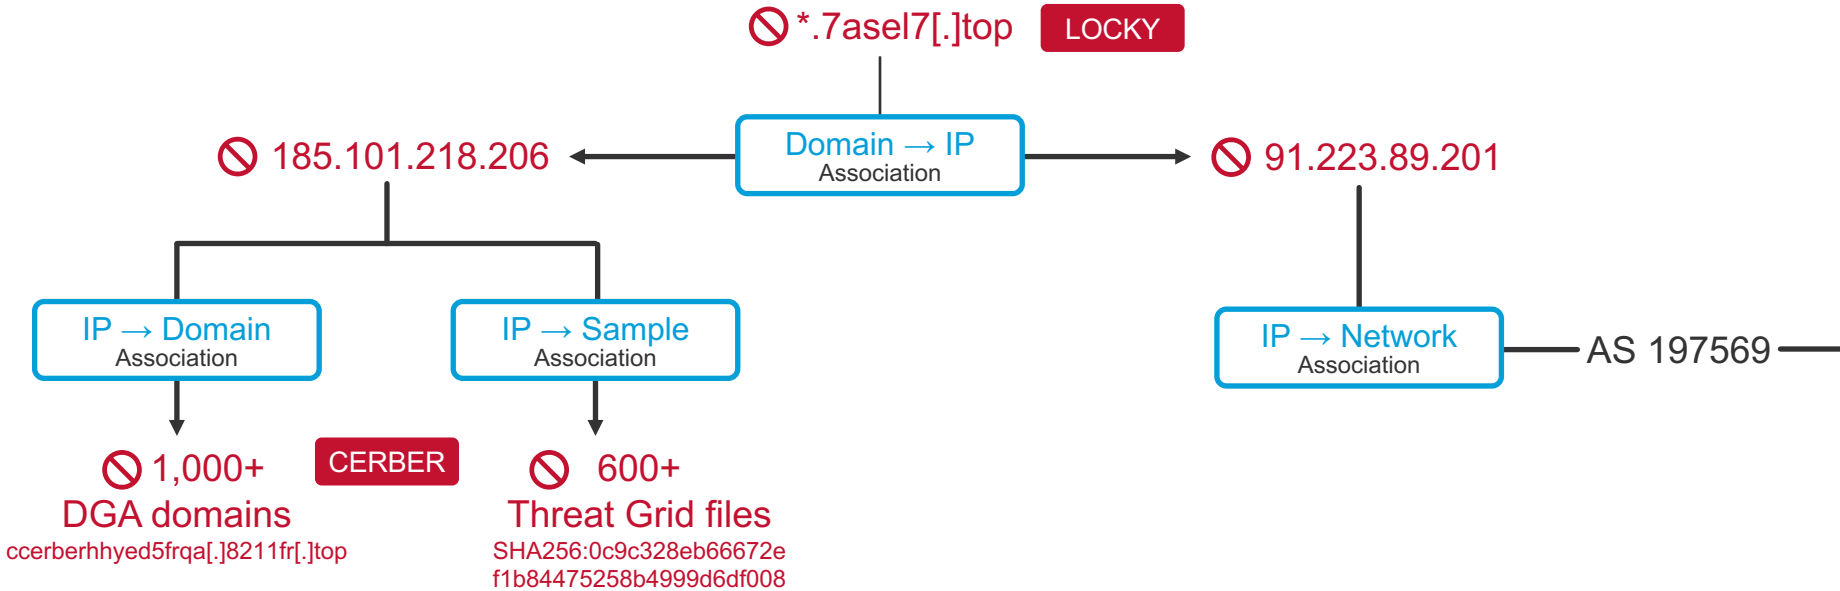 *.7asel7[.]top
LOCKY
Domain → IP
Association
185.101.218.206
91.223.89.201
IP → Domain
Association
IP → Sample
Association
IP → Network
Association
AS 197569
1,000+
DGA domains
ccerberhhyed5frqa[.]8211fr[.]top
CERBER
600+
Threat Grid files
SHA256:0c9c328eb66672e
f1b84475258b4999d6df008